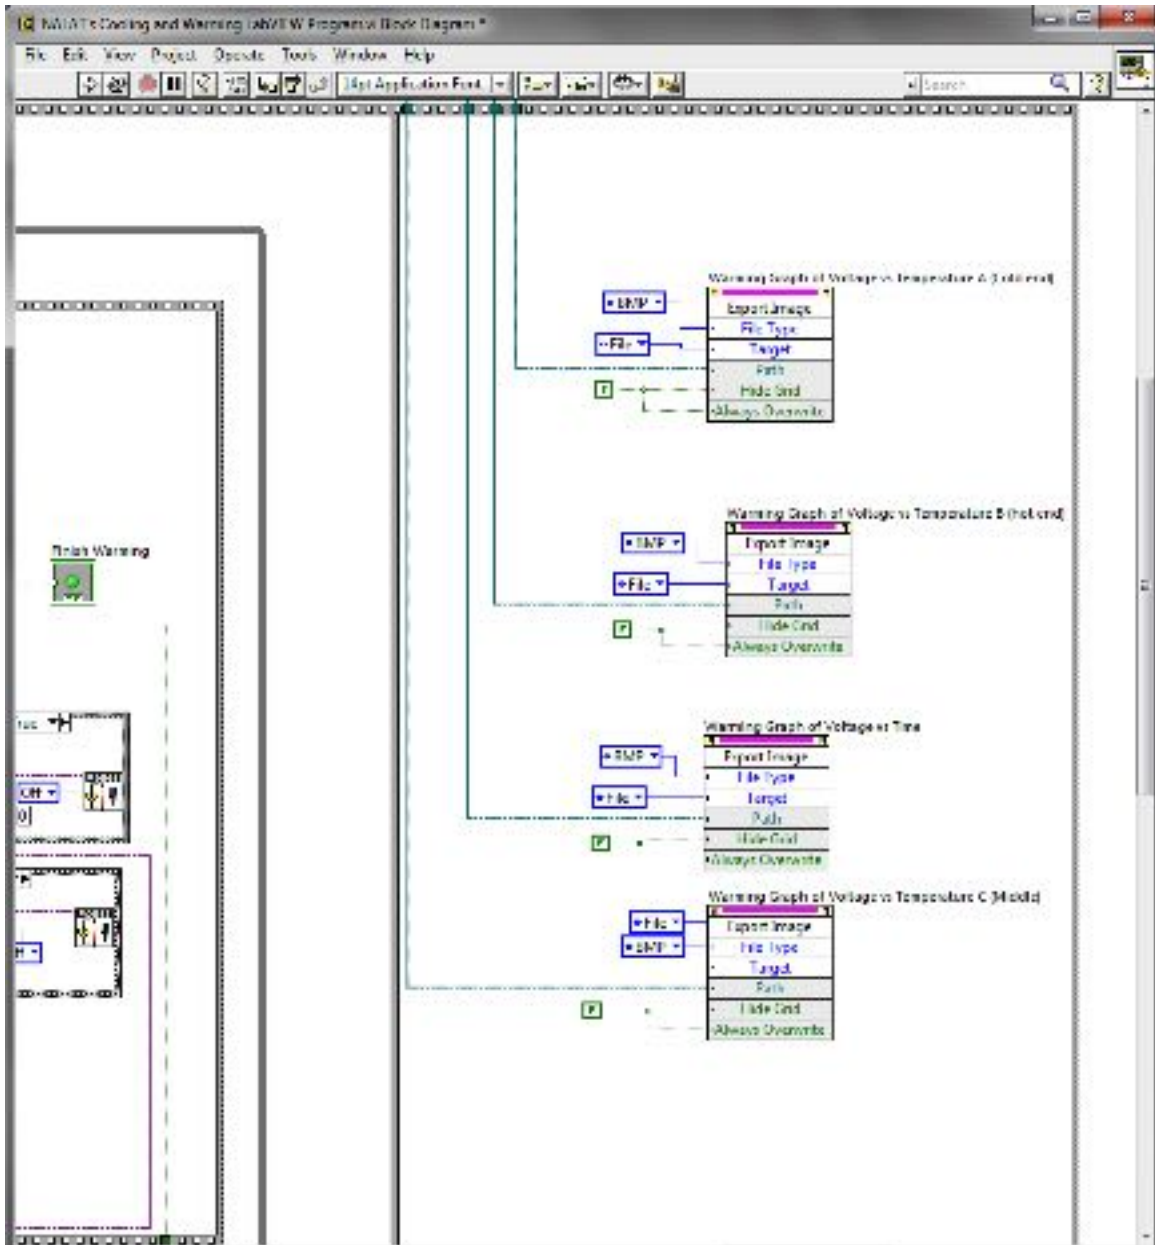 NALAT's Cooling and Warming LabVIEW Program.vi Block Diagram *
File Edit View Project Operate Tools Window Help
14pt Application Font
Search
Warming Graph of Voltage vs Temperature A (cold end)
BMP
Export Image
File Type
File
Target
Path
Hide Grid
Always Overwrite
Warming Graph of Voltage vs Temperature B (hot end)
BMP
Export Image
File Type
File
Target
Path
F
Hide Grid
Always Overwrite
Finish Warming
Warming Graph of Voltage vs Time
BMP
Export Image
File Type
File
Target
Path
F
Hide Grid
Always Overwrite
Off
Warming Graph of Voltage vs Temperature C (Middle)
File
Export Image
BMP
File Type
Target
Path
F
Hide Grid
Always Overwrite